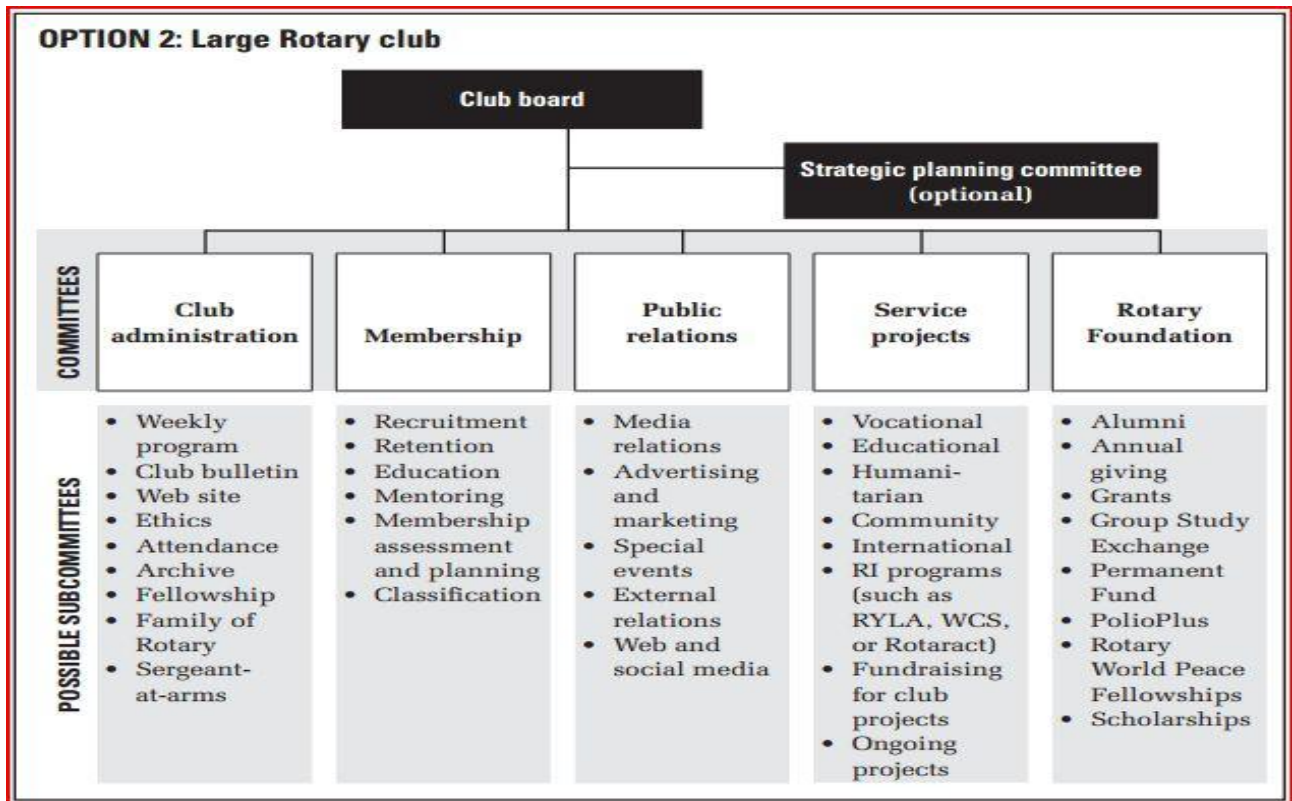 OPTION 2: Large Rotary club
Club board
Strategic planning committee
(optional)
COMMITTEES
Club
administration
Membership
Public
relations
Service
projects
Rotary
Foundation
POSSIBLE SUBCOMMITTEES
• Weekly
program
• Club bulletin
• Web site
• Ethics
• Attendance
• Archive
• Fellowship
• Family of
Rotary
• Sergeant-
at-arms
• Recruitment
• Retention
• Education
• Mentoring
• Membership
assessment
and planning
• Classification
• Media
relations
• Advertising
and
marketing
• Special
events
• External
relations
• Web and
social media
• Vocational
• Educational
• Humani-
tarian
• Community
• International
• RI programs
(such as
RYLA, WCS,
or Rotaract)
• Fundraising
for club
projects
• Ongoing
projects
• Alumni
• Annual
giving
• Grants
• Group Study
Exchange
• Permanent
Fund
• PolioPlus
• Rotary
World Peace
Fellowships
• Scholarships